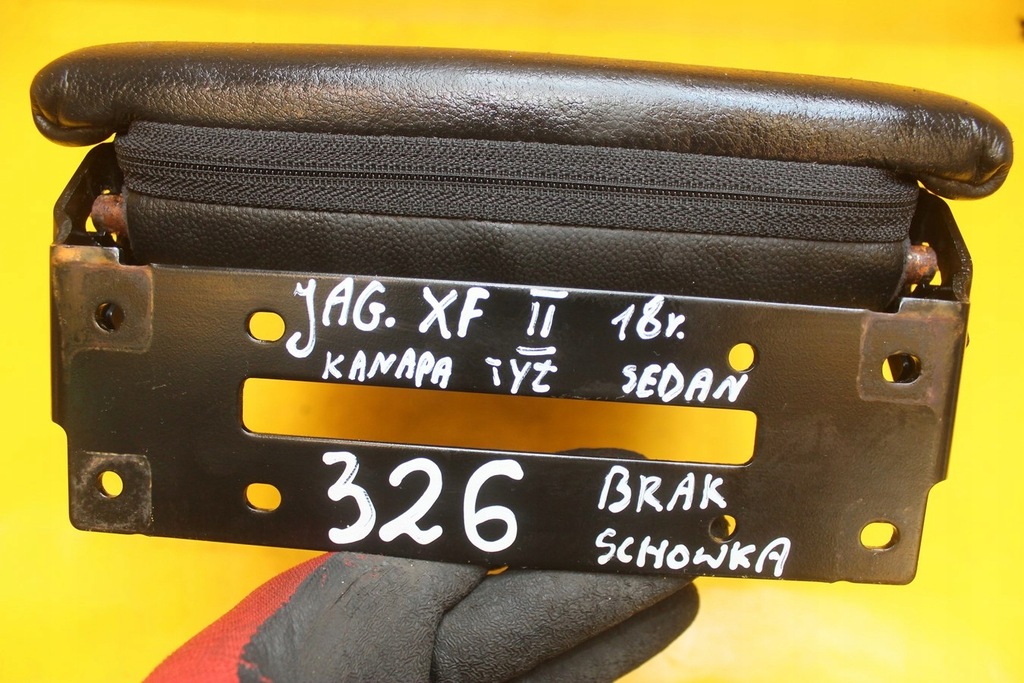 JAG. XF II 18r.
KANAPA TYŁ SEDAN
326 BRAK
SCHOWKA